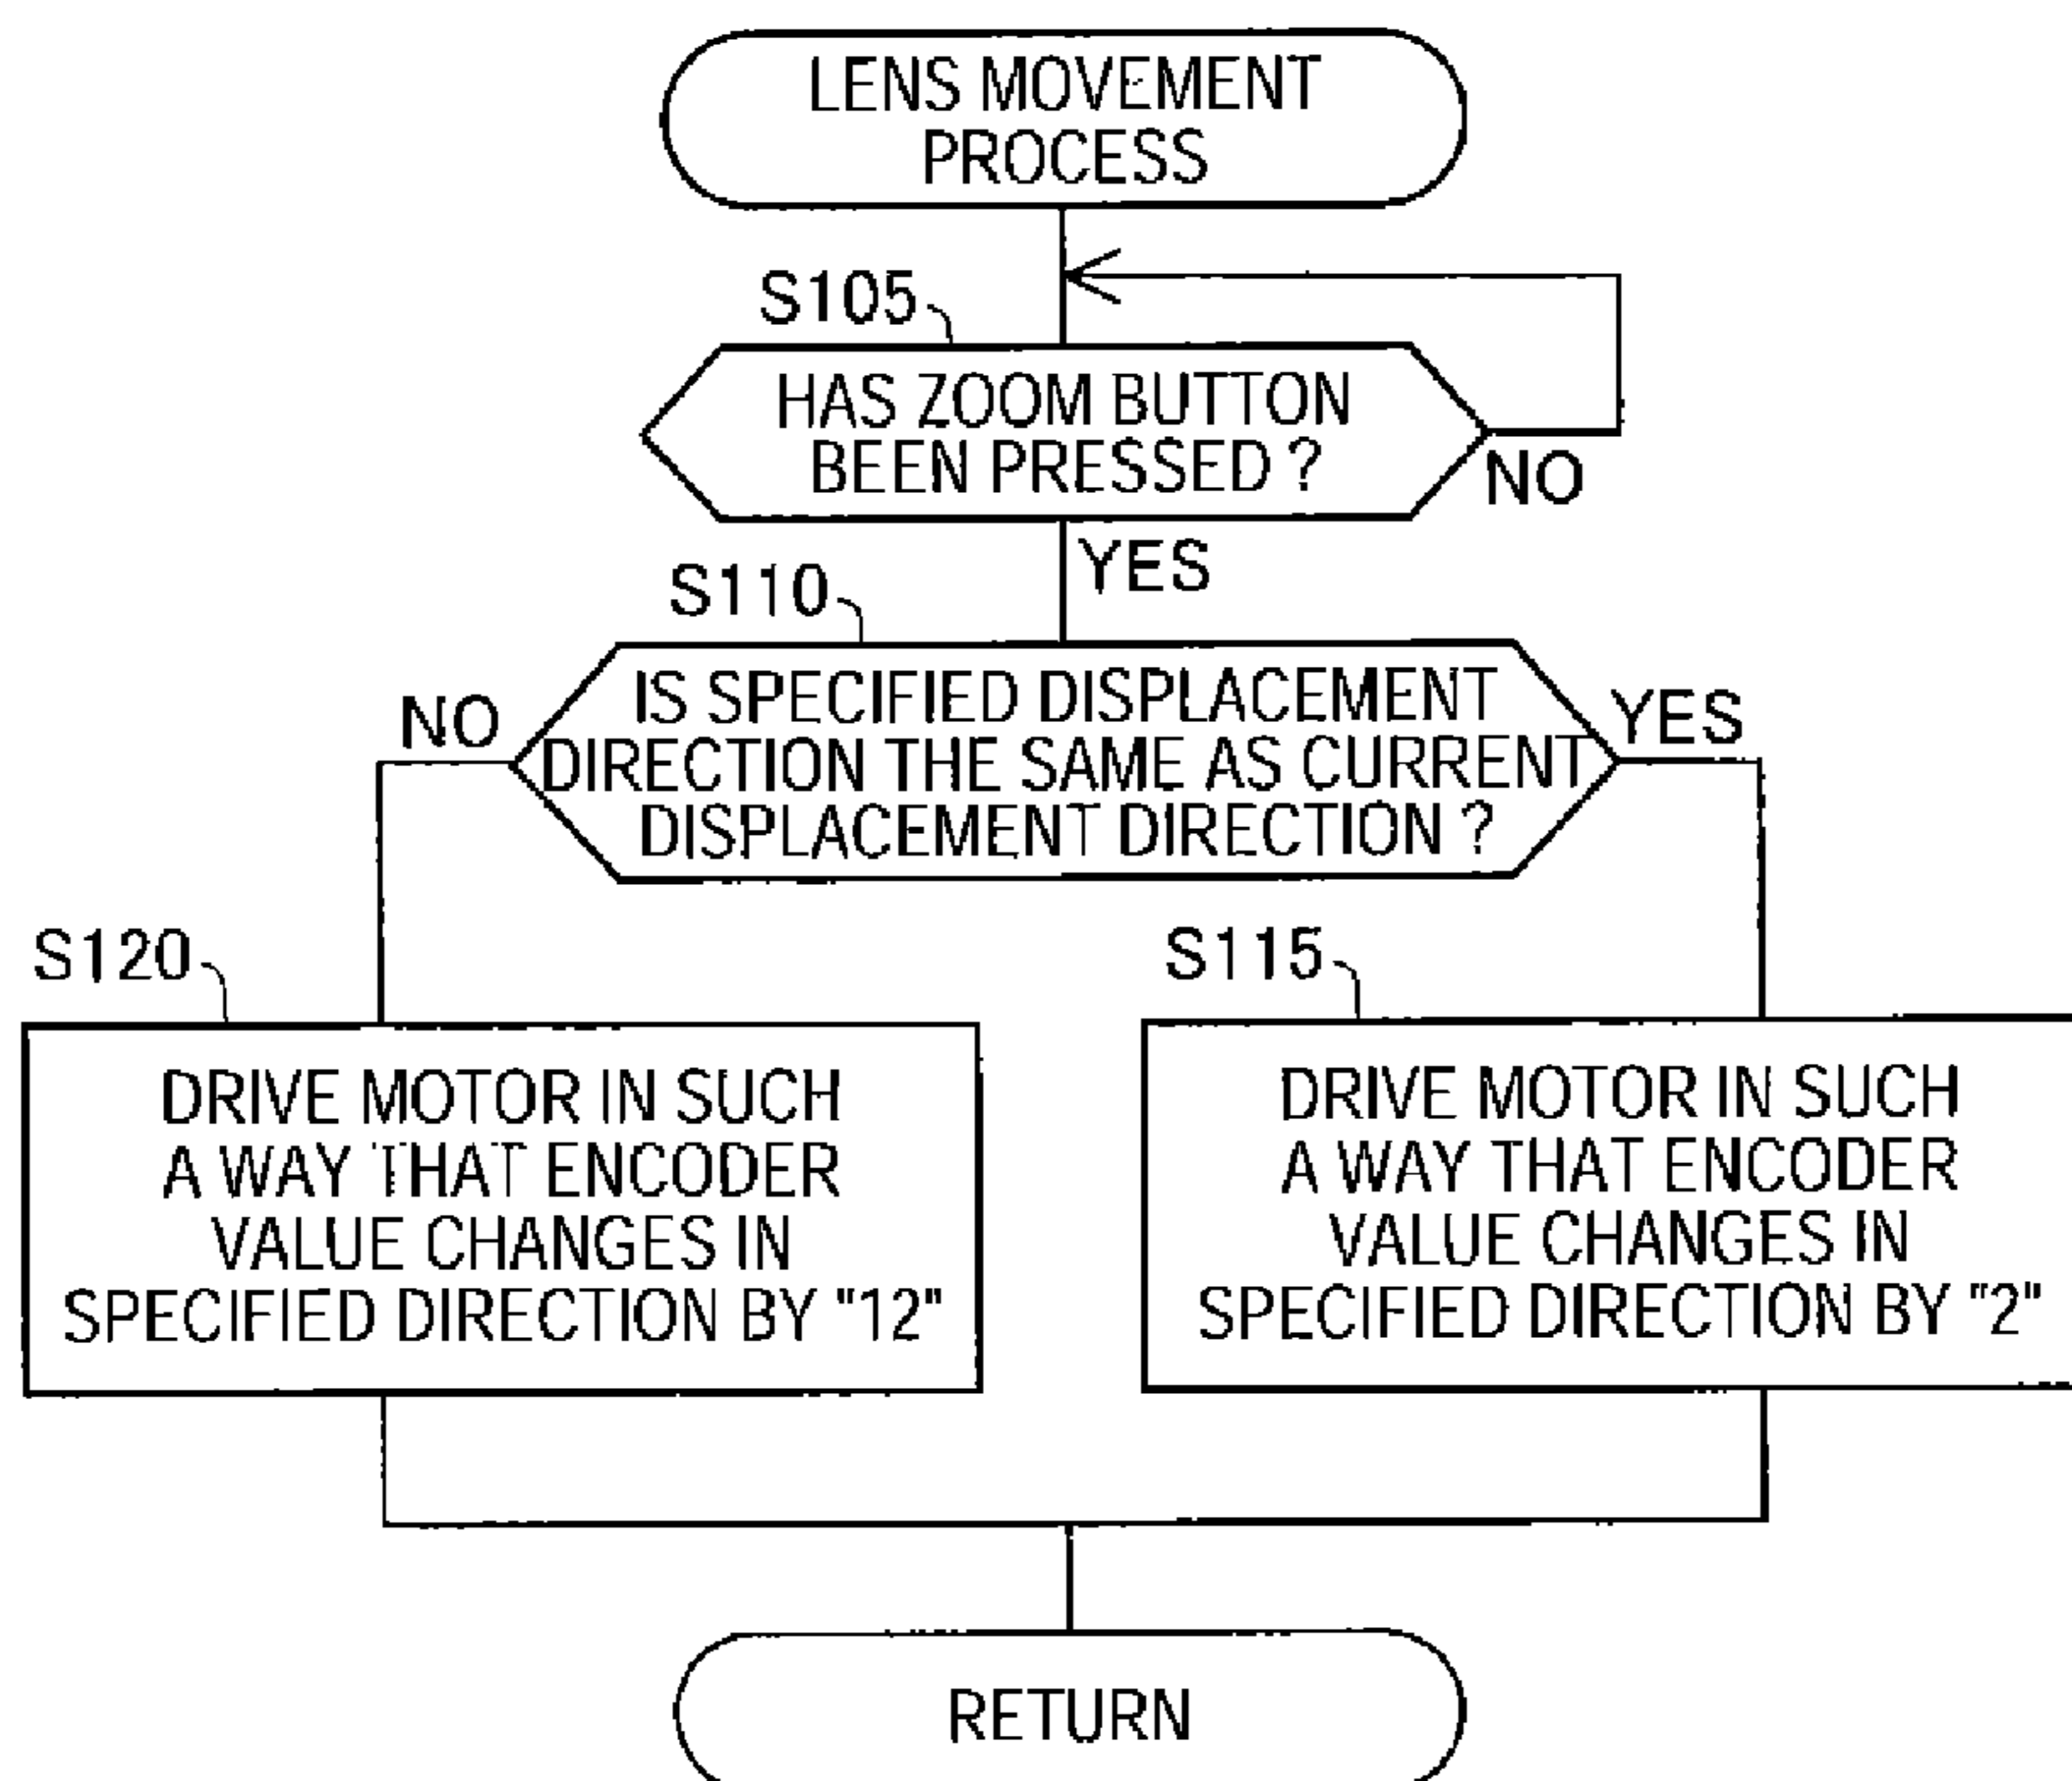 LENS MOVEMENT
PROCESS
S105
HAS ZOOM BUTTON
BEEN PRESSED ?
NO
YES
S110
IS SPECIFIED DISPLACEMENT
DIRECTION THE SAME AS CURRENT
DISPLACEMENT DIRECTION ?
NO
YES
S120
DRIVE MOTOR IN SUCH
A WAY THAT ENCODER
VALUE CHANGES IN
SPECIFIED DIRECTION BY "12"
S115
DRIVE MOTOR IN SUCH
A WAY THAT ENCODER
VALUE CHANGES IN
SPECIFIED DIRECTION BY "2"
RETURN